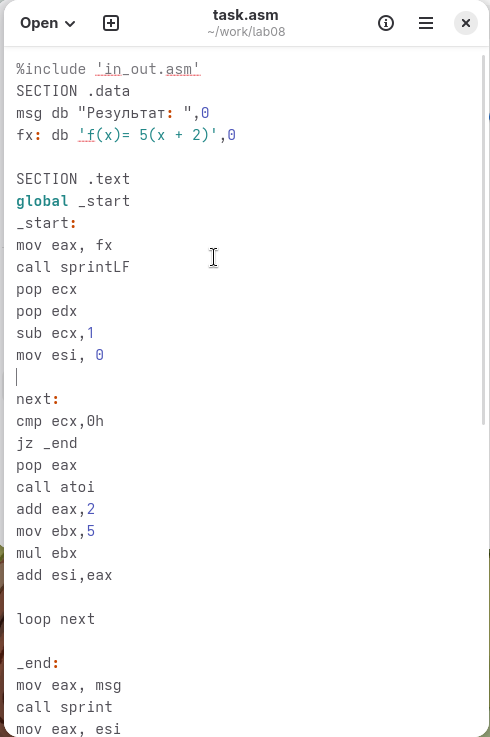 Open
task.asm
~/work/lab08
%include 'in_out.asm'
SECTION .data
msg db "Результат: ",0
fx: db 'f(x)= 5(x + 2)',0
SECTION .text
global _start
_start:
mov eax, fx
call sprintLF
pop ecx
pop edx
sub ecx,1
mov esi, 0
next:
cmp ecx,0h
jz _end
pop eax
call atoi
add eax,2
mov ebx,5
mul ebx
add esi,eax
loop next
_end:
mov eax, msg
call sprint
mov eax, esi